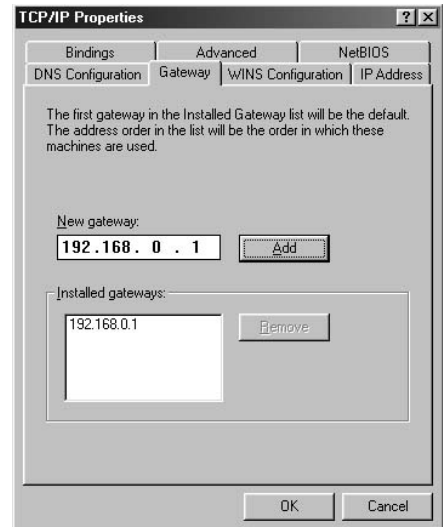 TCP/IP Properties
? X
Bindings Advanced NetBIOS
DNS Configuration Gateway WINS Configuration IP Address
The first gateway in the Installed Gateway list will be the default.
The address order in the list will be the order in which these
machines are used.
New gateway:
192.168. 0 . 1 Add
Installed gateways:
192.168.0.1 Remove
OK Cancel